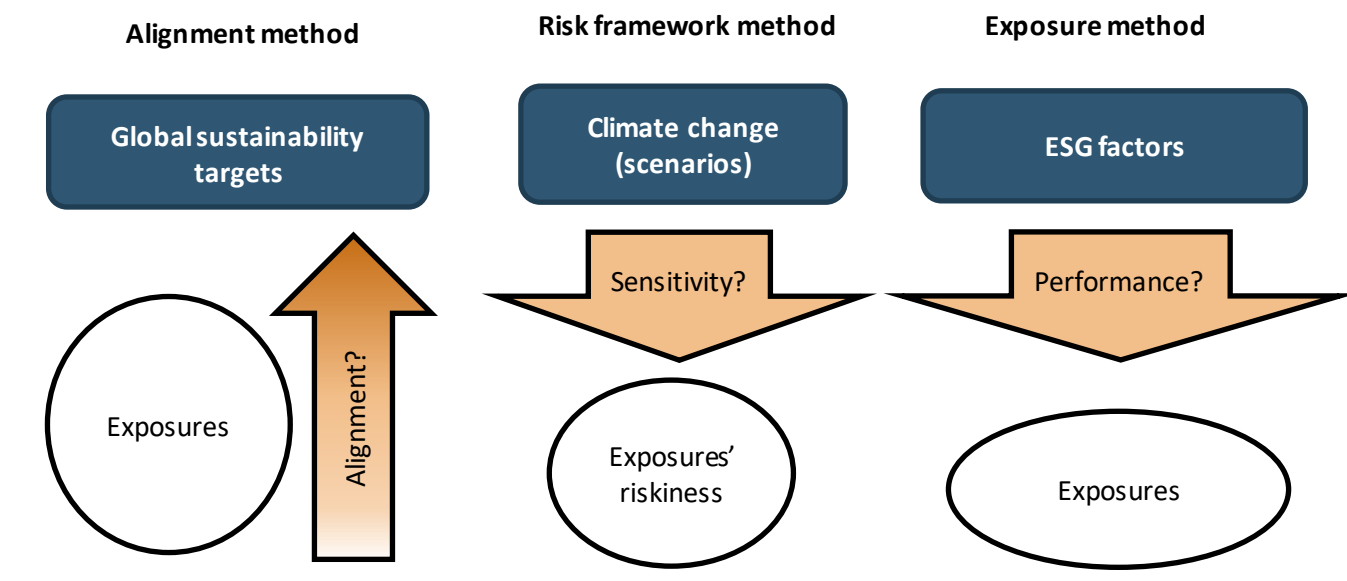 Alignment method
Risk framework method
Exposure method
Global sustainability
targets
Climate change
(scenarios)
ESG factors
Alignment?
Sensitivity?
Performance?
Exposures
Exposures'
riskiness
Exposures